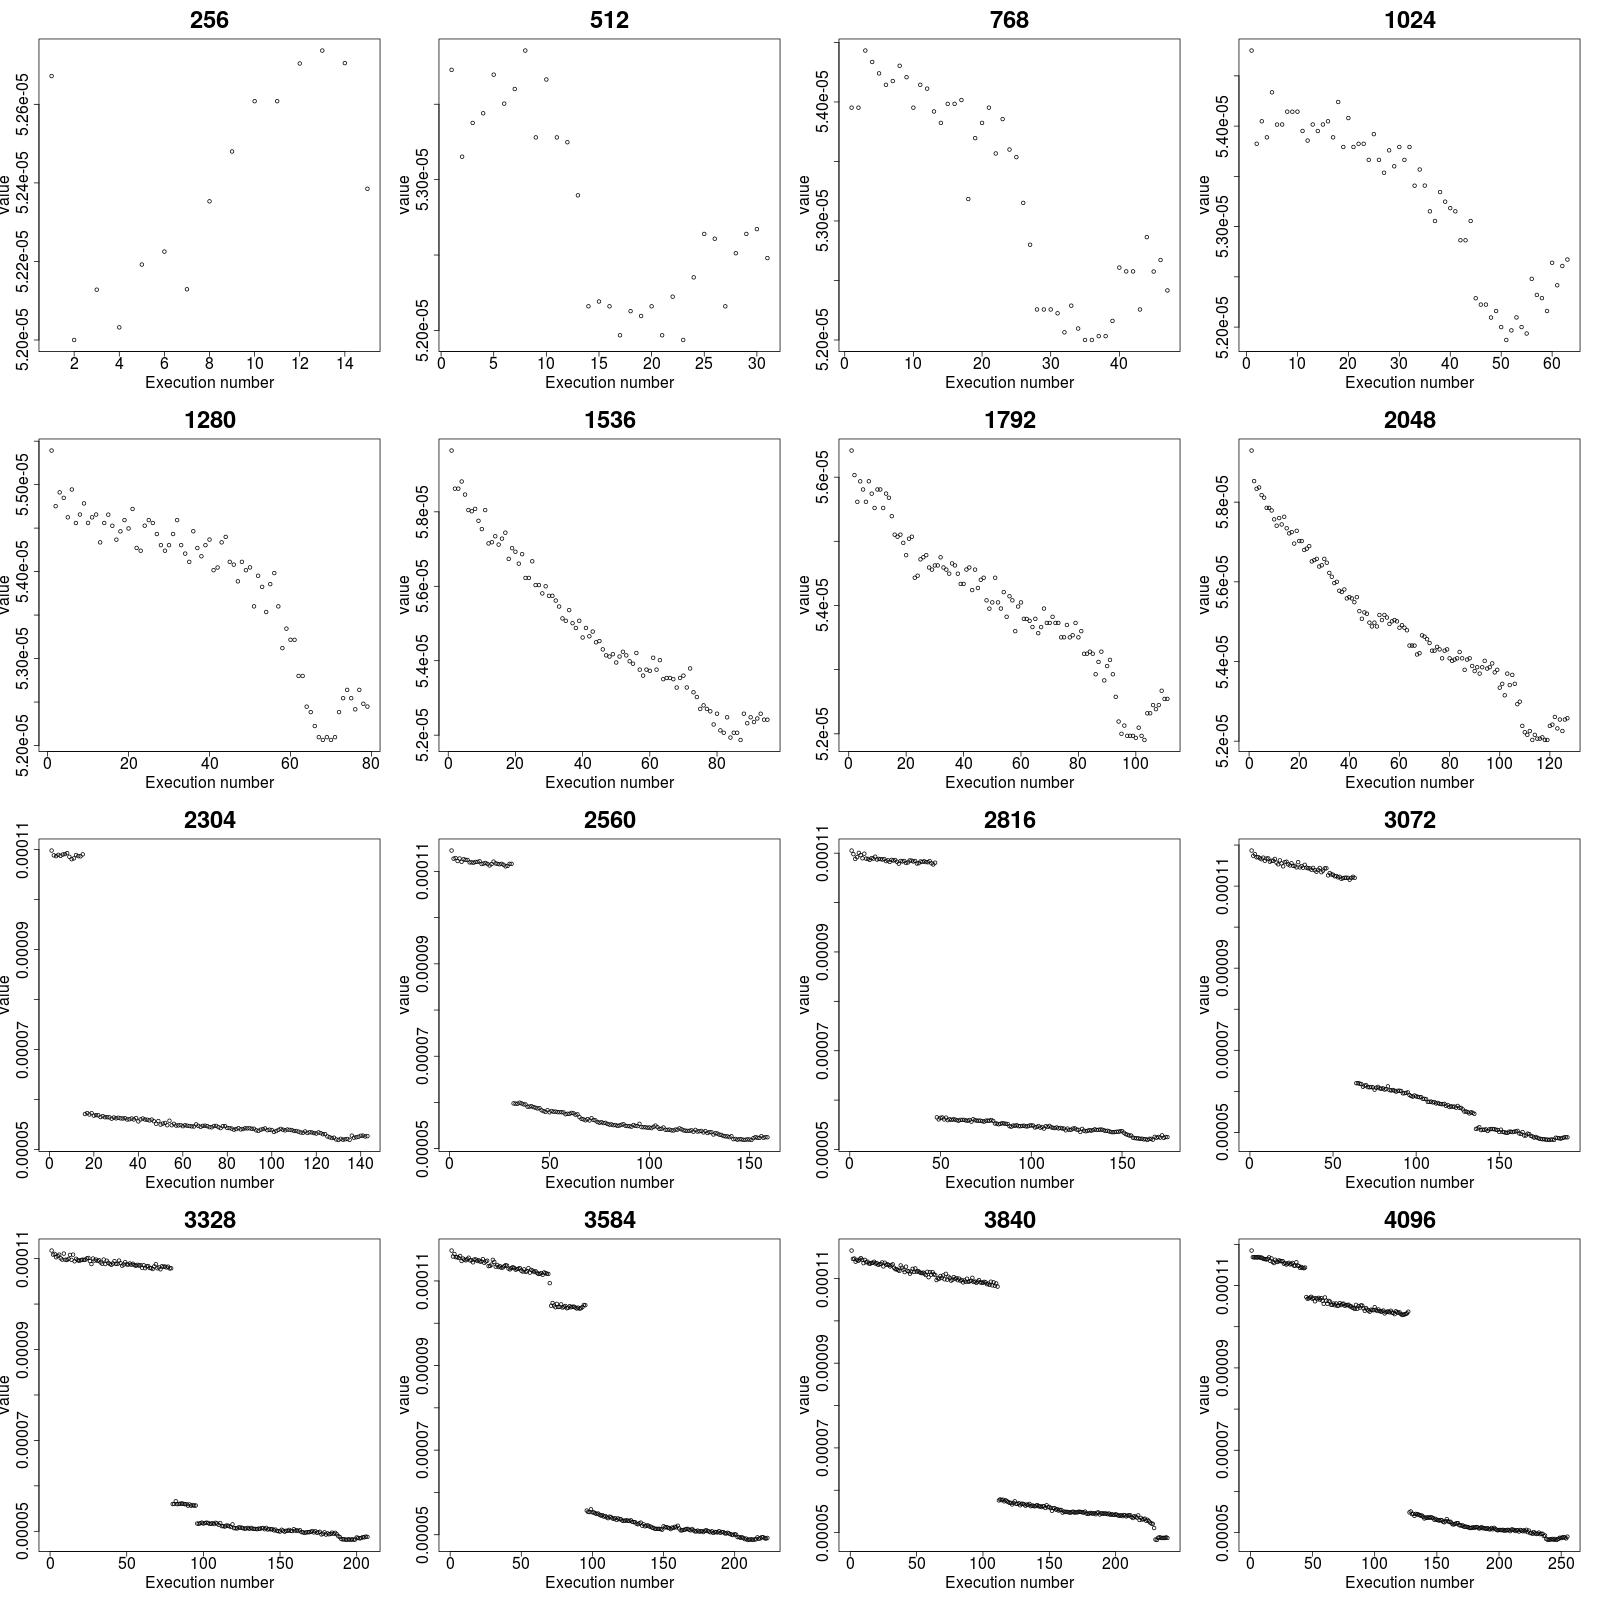 256
value
5.20e-05 5.22e-05 5.24e-05 5.26e-05
2 4 6 8 10 12 14
Execution number
512
value
5.20e-05 5.30e-05
0 5 10 15 20 25 30
Execution number
768
value
5.20e-05 5.30e-05 5.40e-05
0 10 20 30 40
Execution number
1024
value
5.20e-05 5.30e-05 5.40e-05
0 10 20 30 40 50 60
Execution number
1280
value
5.20e-05 5.30e-05 5.40e-05 5.50e-05
0 20 40 60 80
Execution number
1536
value
5.2e-05 5.4e-05 5.6e-05 5.8e-05
0 20 40 60 80
Execution number
1792
value
5.2e-05 5.4e-05 5.6e-05
0 20 40 60 80 100
Execution number
2048
value
5.2e-05 5.4e-05 5.6e-05 5.8e-05
0 20 40 60 80 100 120
Execution number
2304
value
0.00005 0.00007 0.00009 0.00011
0 20 40 60 80 100 120 140
Execution number
2560
value
0.00005 0.00007 0.00009 0.00011
0 50 100 150
Execution number
2816
value
0.00005 0.00007 0.00009 0.00011
0 50 100 150
Execution number
3072
value
0.00005 0.00007 0.00009 0.00011
0 50 100 150
Execution number
3328
value
0.00005 0.00007 0.00009 0.00011
0 50 100 150 200
Execution number
3584
value
0.00005 0.00007 0.00009 0.00011
0 50 100 150 200
Execution number
3840
value
0.00005 0.00007 0.00009 0.00011
0 50 100 150 200
Execution number
4096
value
0.00005 0.00007 0.00009 0.00011
0 50 100 150 200 250
Execution number